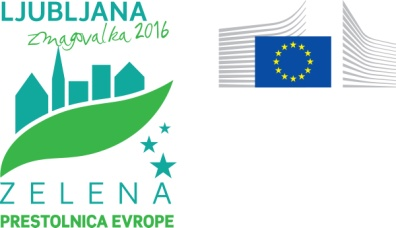 LJUBLJANA
zmagovalka 2016
ZELENA
PRESTOLNICA EVROPE